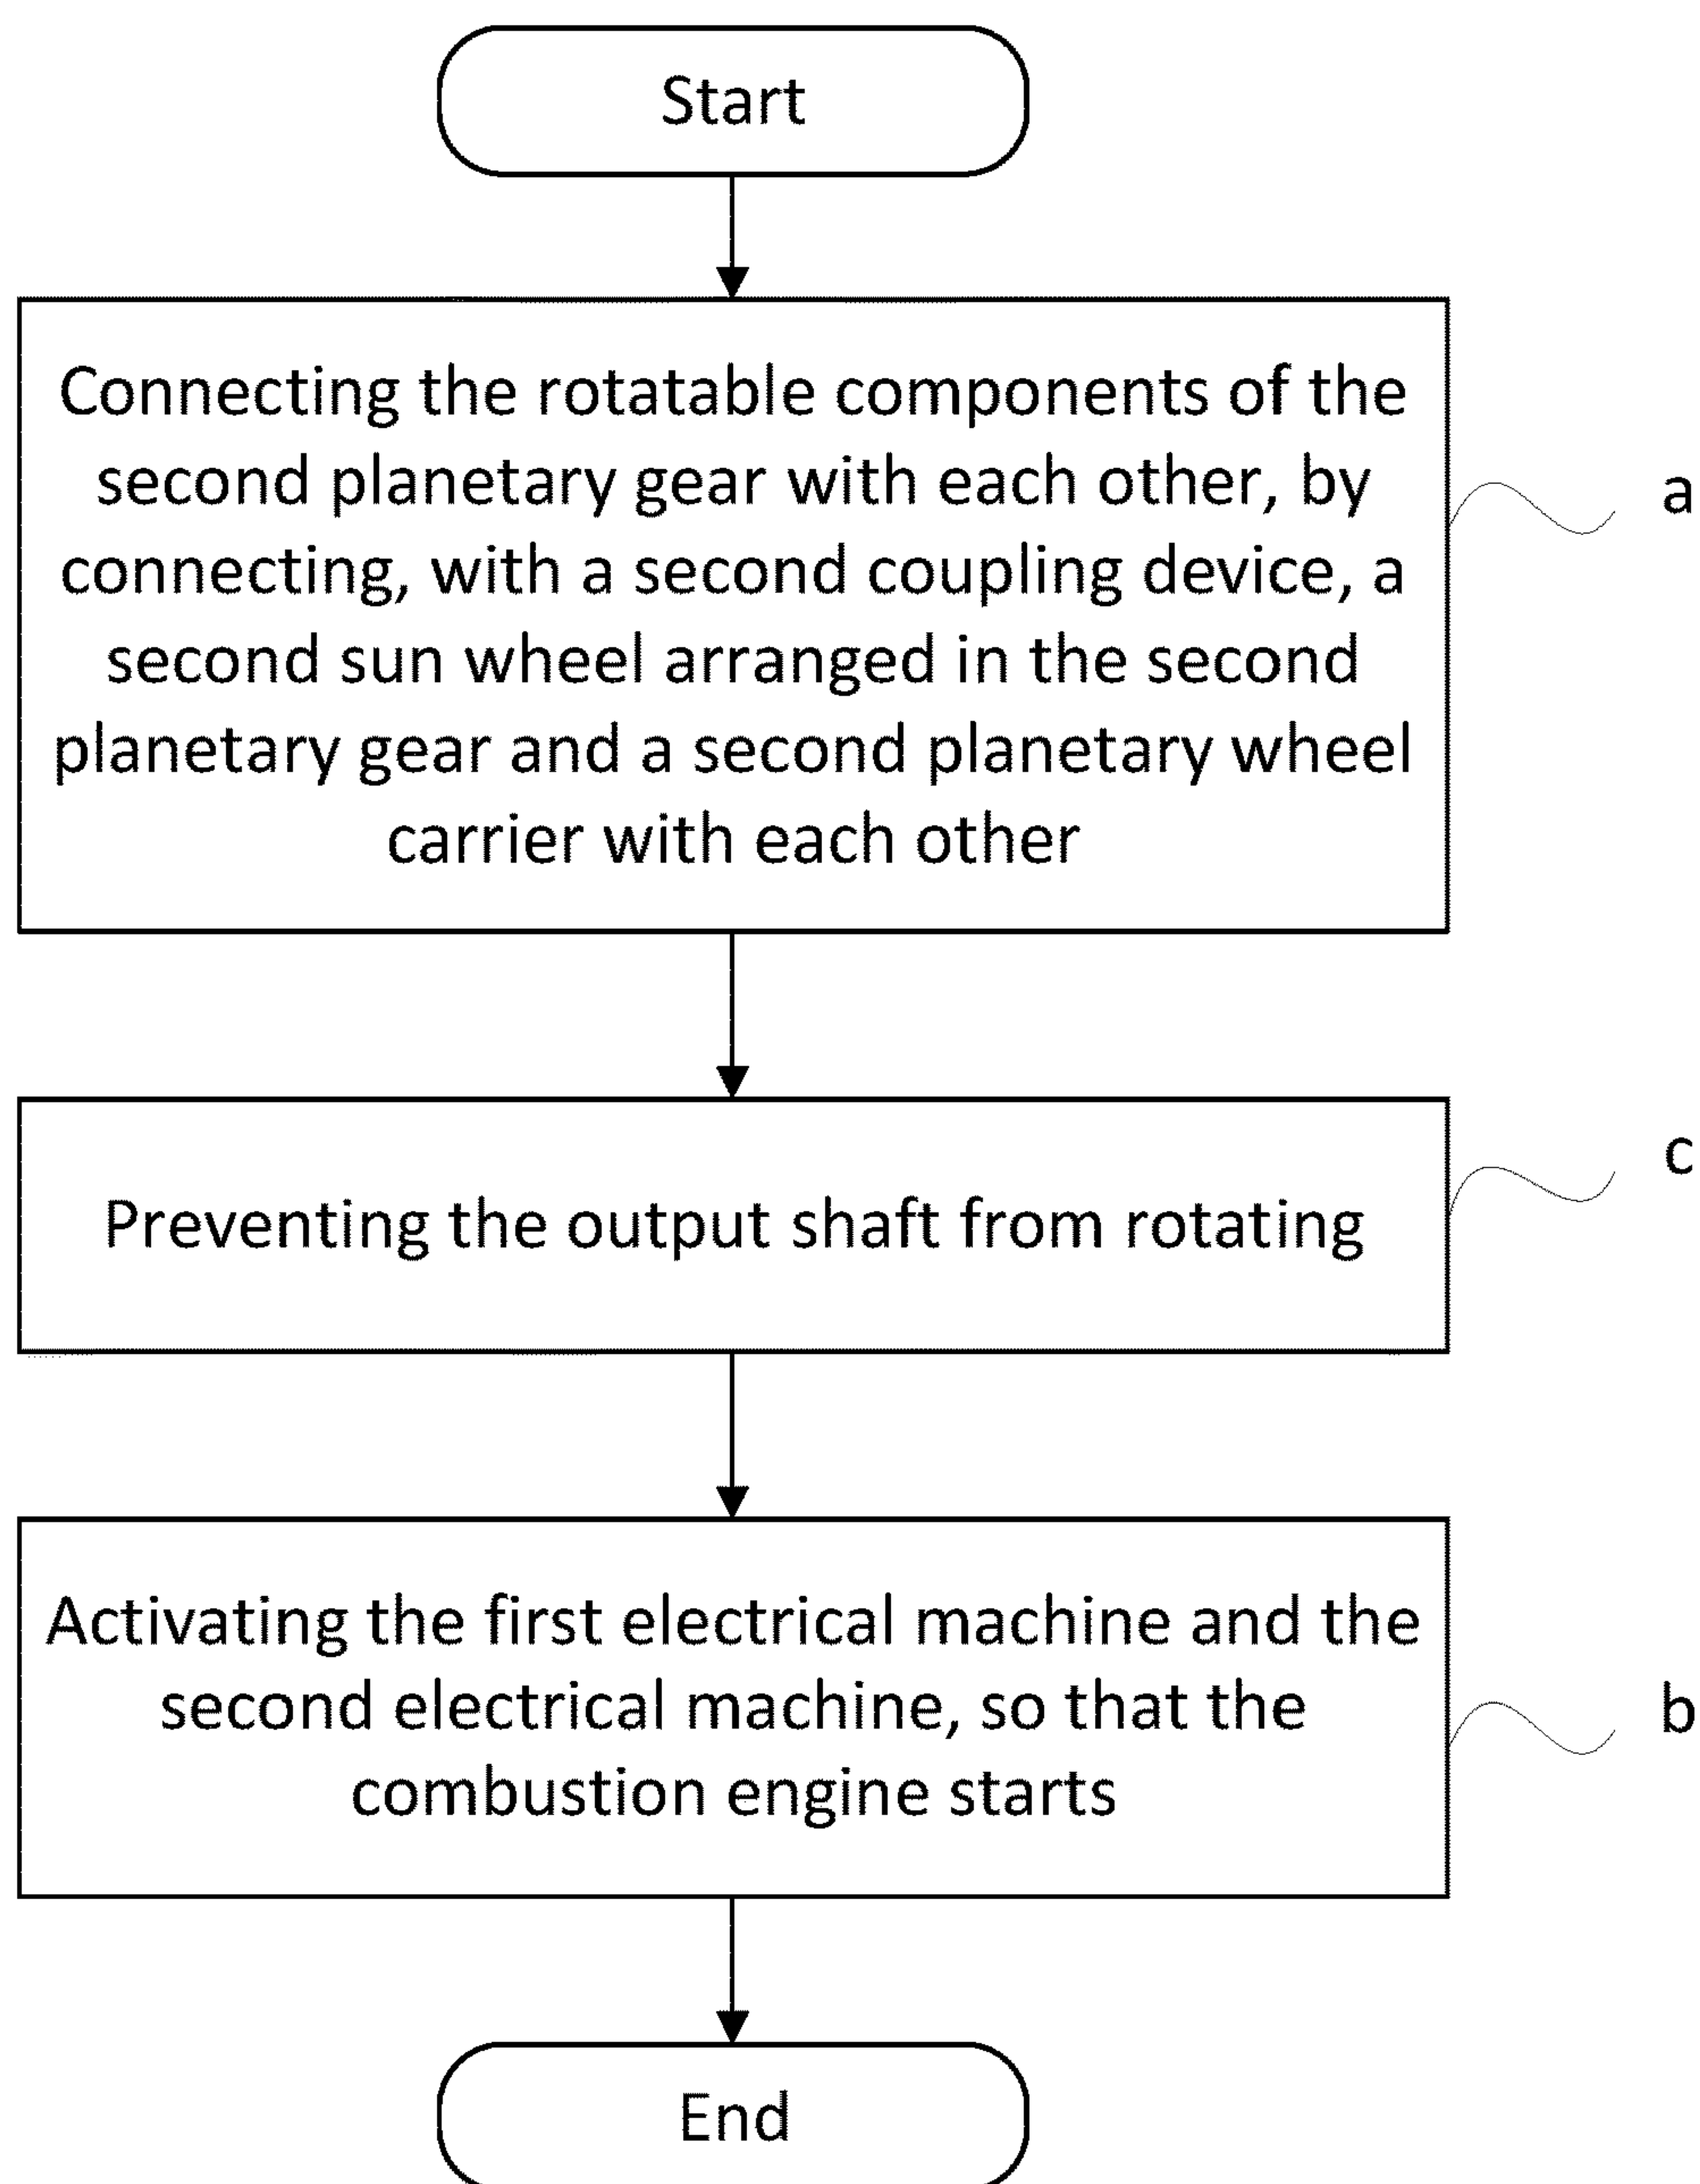 Start
Connecting the rotatable components of the
second planetary gear with each other, by
connecting, with a second coupling device, a
second sun wheel arranged in the second
planetary gear and a second planetary wheel
carrier with each other
a
Preventing the output shaft from rotating
c
Activating the first electrical machine and the
second electrical machine, so that the
combustion engine starts
b
End